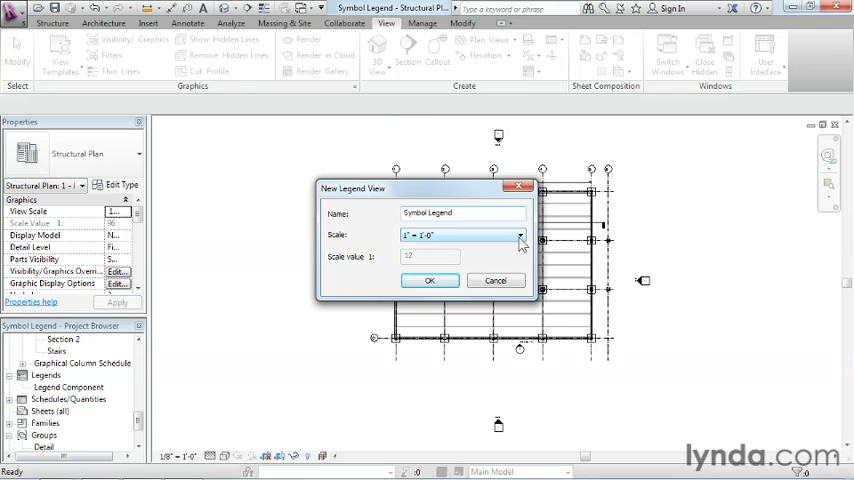 Symbol Legend - Structural Pl...
Type a keyword or phrase
Sign In
Structure
Architecture
Insert
Annotate
Analyze
Massing & Site
Collaborate
View
Manage
Modify
Modify
View Templates
Visibility/ Graphics
Filters
Thin Lines
Show Hidden Lines
Remove Hidden Lines
Cut Profile
Render
Render in Cloud
Render Gallery
3D View
Section
Callout
Plan Views
Elevation
Switch Windows
Close Hidden
User Interface
Select
Graphics
Create
Sheet Composition
Windows
Properties
Structural Plan
Structural Plan: 1 -
Edit Type
Graphics
View Scale
1...
Scale Value 1:
96
Display Model
N...
Detail Level
Fi...
Parts Visibility
S...
Visibility/Graphics Overr...
Edit...
Graphic Display Options
Edit...
Properties help
Apply
Symbol Legend - Project Browser
Section 2
Stairs
Graphical Column Schedule
Legends
Legend Component
Schedules/Quantities
Sheets (all)
Families
Groups
Detail
New Legend View
Name:
Symbol Legend
Scale:
1" = 1'-0"
Scale value 1:
12
OK
Cancel
1/8" = 1'-0"
Ready
:0
Main Model
:0
lynda.com